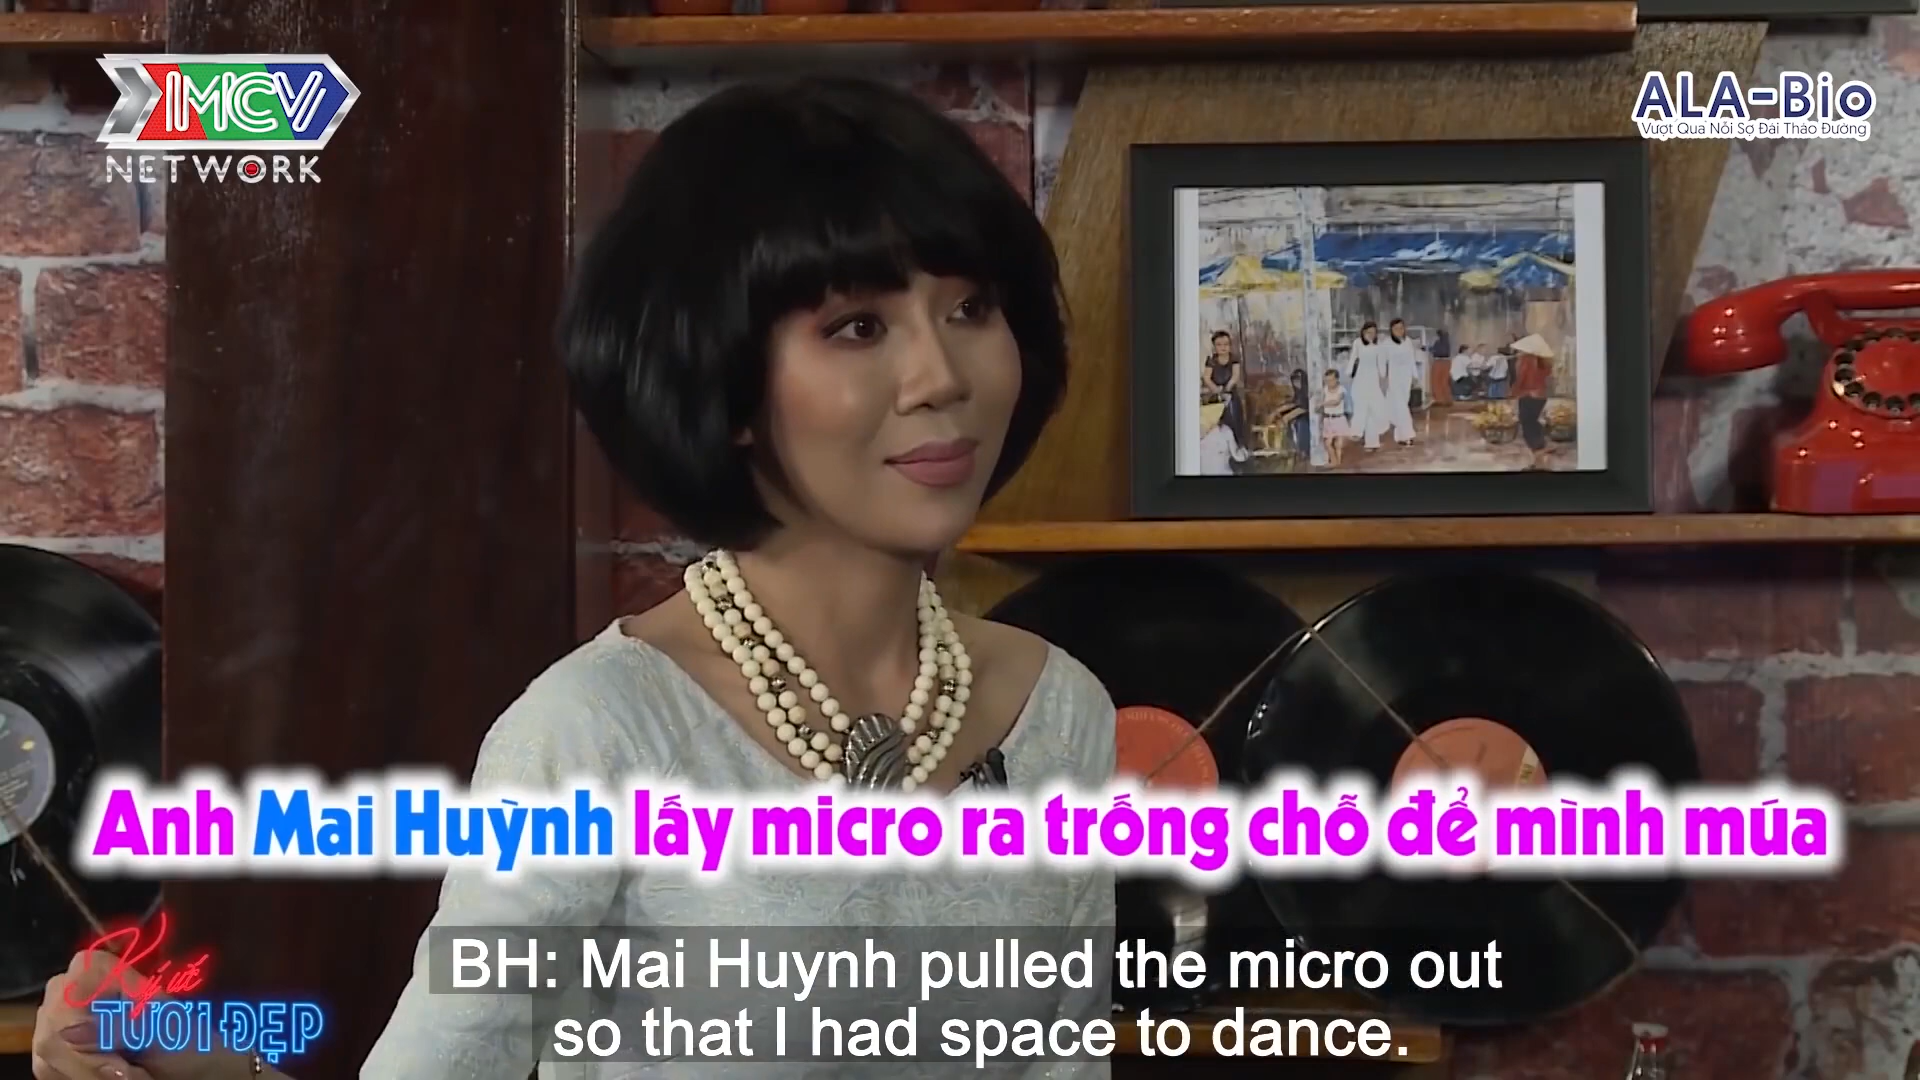 MCV
NETWORK
ALA-Bio
Vượt Qua Nỗi Sợ Đái Tháo Đường
Anh Mai Huỳnh lấy micro ra trống chỗ để mình múa
Ký ức
TƯƠI ĐẸP
BH: Mai Huynh pulled the micro out
so that I had space to dance.